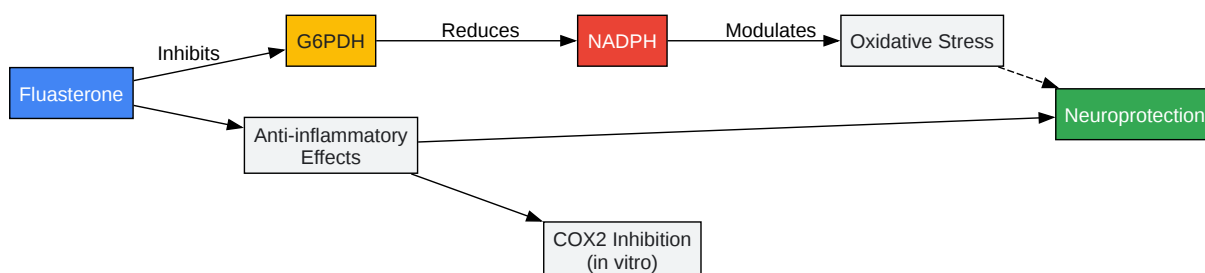 Fluasterone
Inhibits
G6PDH
Reduces
NADPH
Modulates
Oxidative Stress
Neuroprotection
Anti-inflammatory
Effects
COX2 Inhibition
(in vitro)